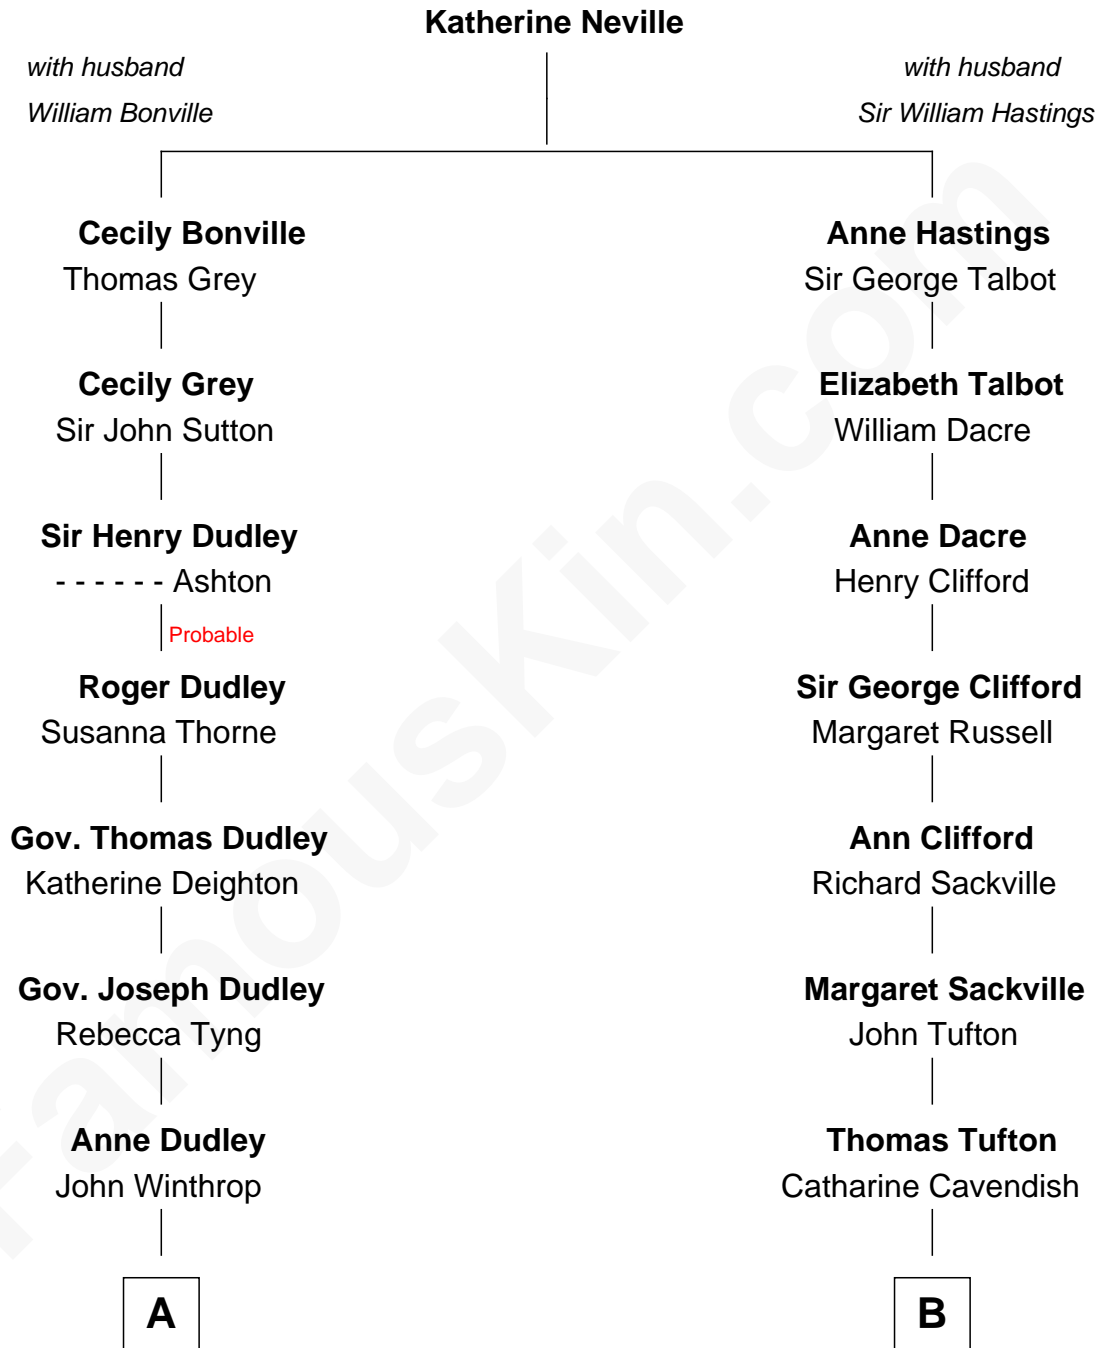 Katherine Neville
with husband
William Bonville
with husband
Sir William Hastings
Cecily Bonville
Thomas Grey
Anne Hastings
Sir George Talbot
Cecily Grey
Sir John Sutton
Elizabeth Talbot
William Dacre
Sir Henry Dudley
- - - - - - Ashton
Anne Dacre
Henry Clifford
Probable
Roger Dudley
Susanna Thorne
Sir George Clifford
Margaret Russell
Gov. Thomas Dudley
Katherine Deighton
Ann Clifford
Richard Sackville
Gov. Joseph Dudley
Rebecca Tyng
Margaret Sackville
John Tufton
Anne Dudley
John Winthrop
Thomas Tufton
Catharine Cavendish
A
B
FamousKin.com